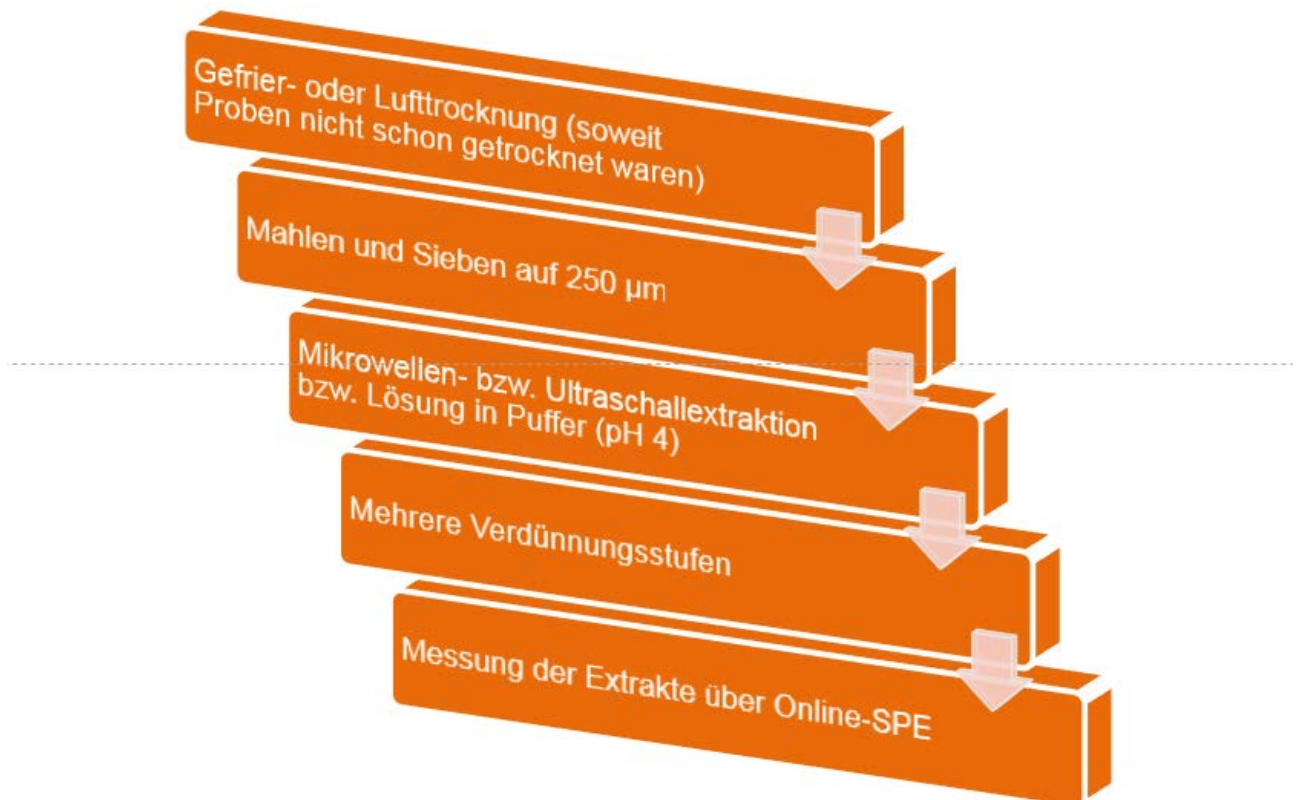 Gefrier- oder Lufttrocknung (soweit
Proben nicht schon getrocknet waren)
Mahlen und Sieben auf 250 µm
Mikrowellen- bzw. Ultraschallextraktion
bzw. Lösung in Puffer (pH 4)
Mehrere Verdünnungsstufen
Messung der Extrakte über Online-SPE